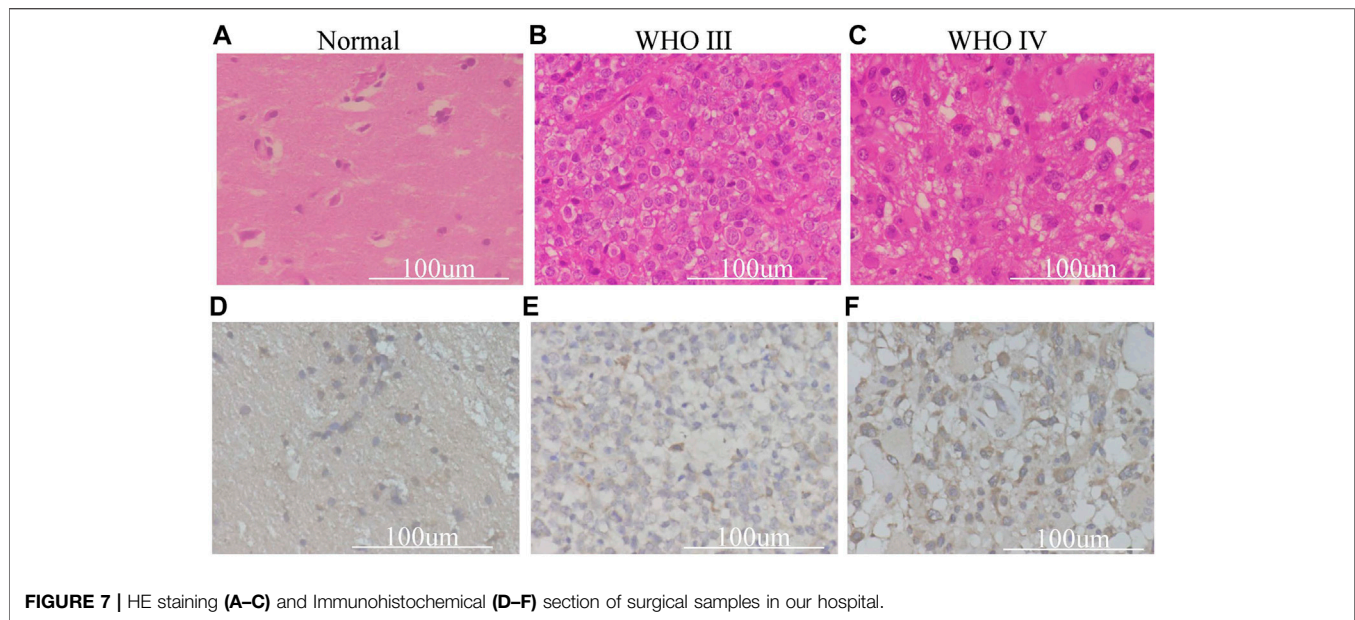 A Normal
B WHO III
C WHO IV
100um
100um
100um
D
E
F
100um
100um
100um
FIGURE 7 | HE staining (A–C) and Immunohistochemical (D–F) section of surgical samples in our hospital.